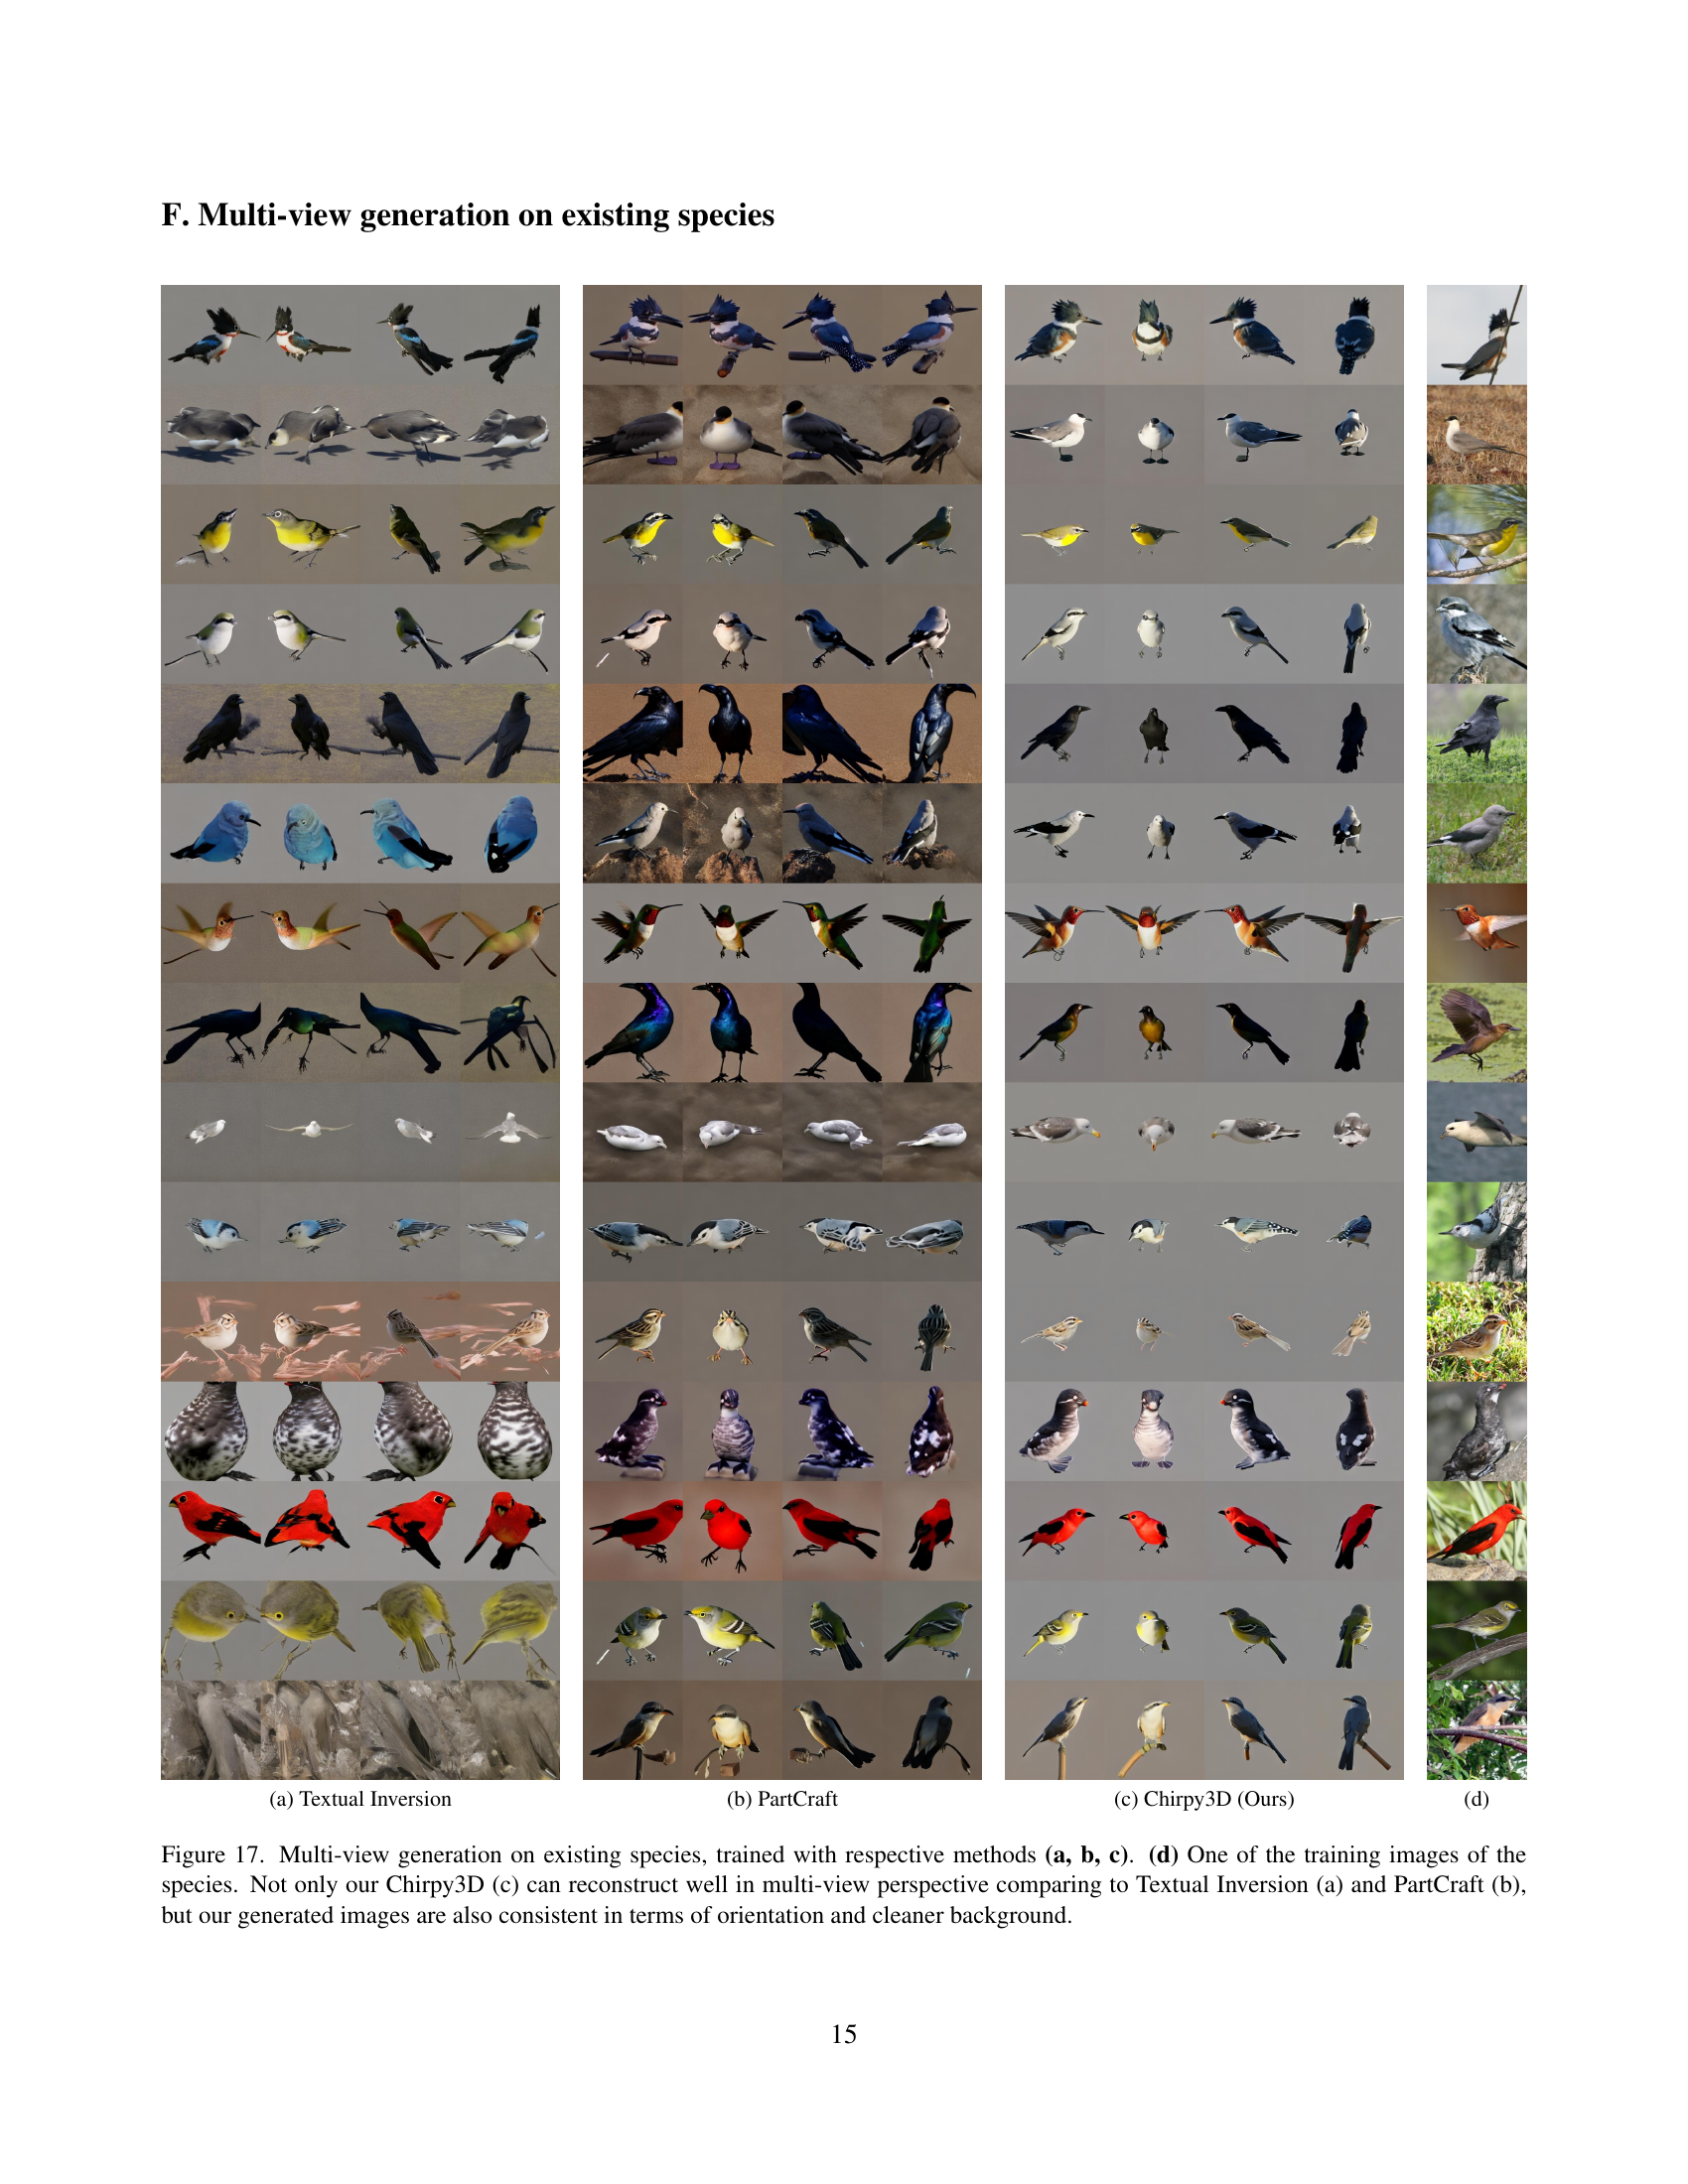 F. Multi-view generation on existing species
(a) Textual Inversion
(b) PartCraft
(c) Chirpy3D (Ours)
(d)
Figure 17. Multi-view generation on existing species, trained with respective methods (a, b, c). (d) One of the training images of the
species. Not only our Chirpy3D (c) can reconstruct well in multi-view perspective comparing to Textual Inversion (a) and PartCraft (b),
but our generated images are also consistent in terms of orientation and cleaner background.
15